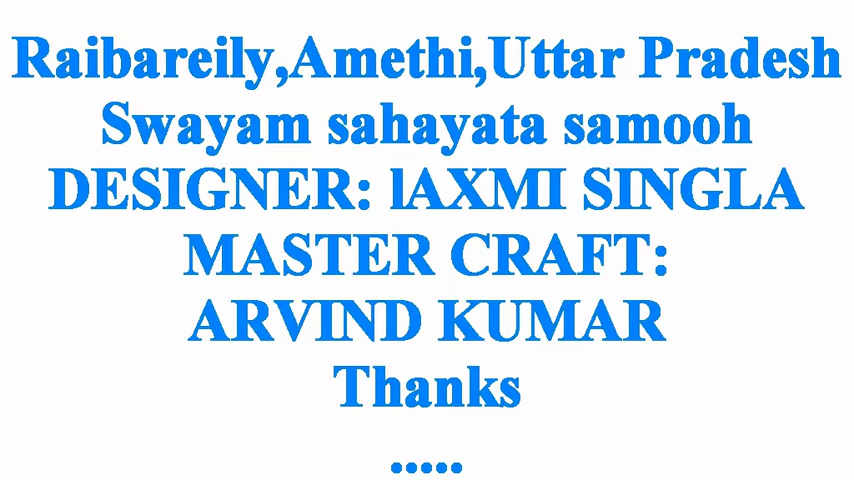 Raibareily,Amethi,Uttar Pradesh
Swayam sahayata samooh
DESIGNER: lAXMI SINGLA
MASTER CRAFT:
ARVIND KUMAR
Thanks
.....